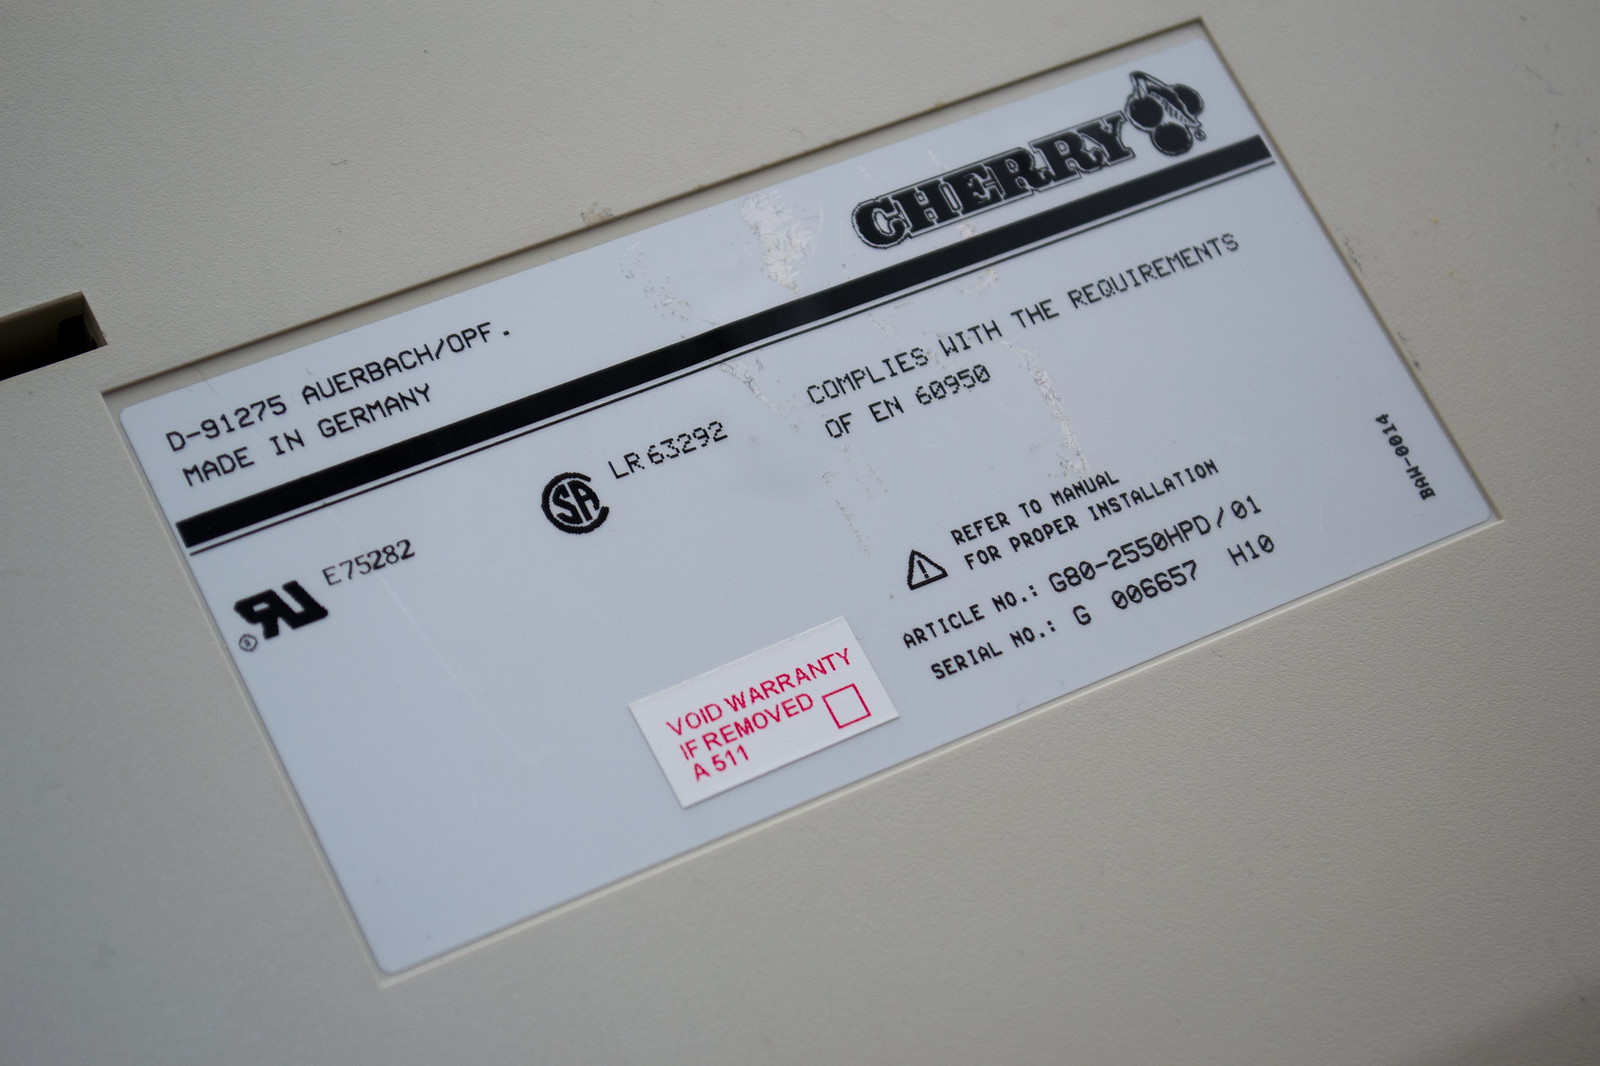 CHERRY
D-91275 AUERBACH/OPF.
MADE IN GERMANY
COMPLIES WITH THE REQUIREMENTS
OF EN 60950
LR 63292
E75282
REFER TO MANUAL
FOR PROPER INSTALLATION
ARTICLE NO.: G80-2550HPD/01
SERIAL NO.: G 006657 H10
BAW-0014
VOID WARRANTY
IF REMOVED
A 511